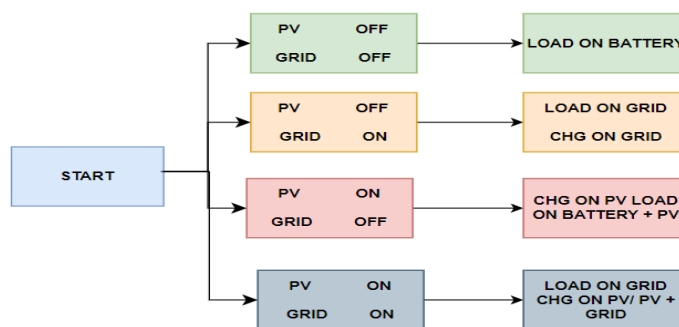 PV OFF
GRID OFF
LOAD ON BATTERY
PV OFF
GRID ON
LOAD ON GRID
CHG ON GRID
START
PV ON
GRID OFF
CHG ON PV LOAD
ON BATTERY + PV
PV ON
GRID ON
LOAD ON GRID
CHG ON PV/ PV +
GRID